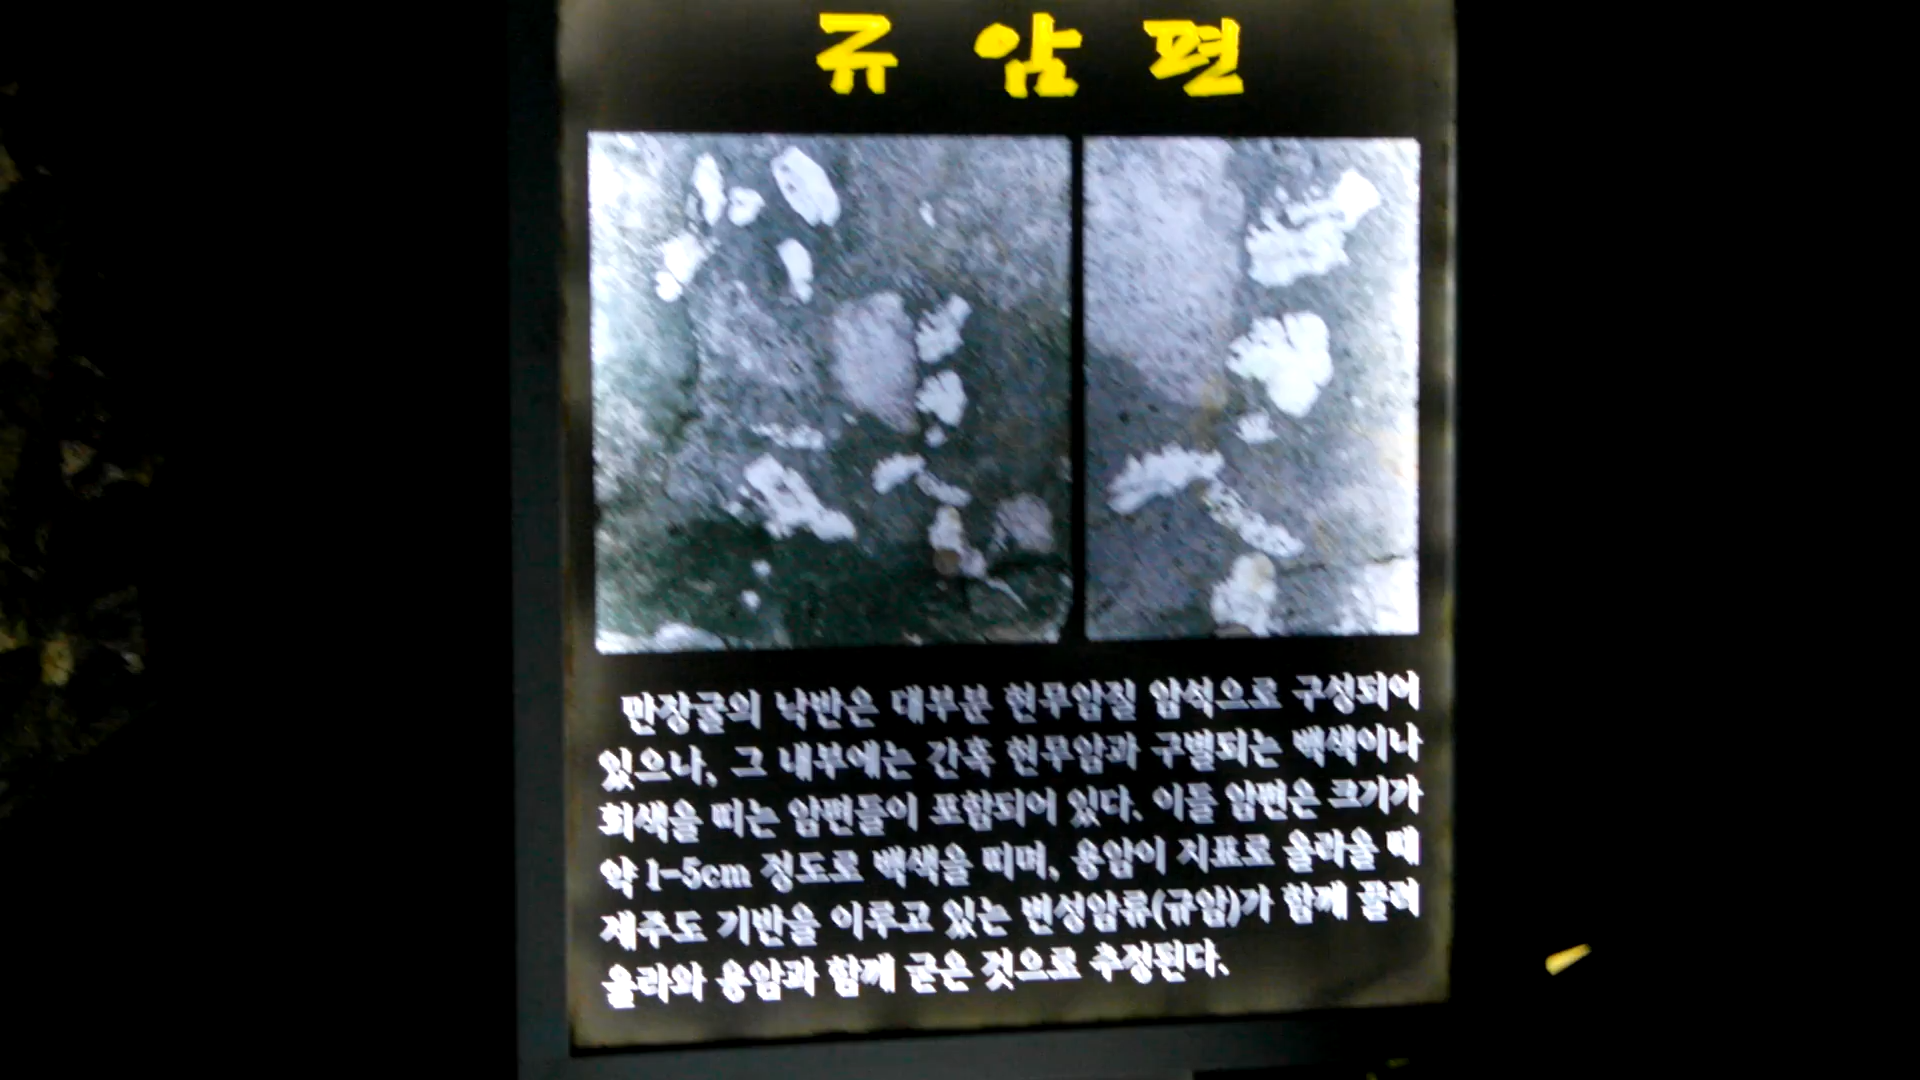 규암편
만장굴의 낙반은 대부분 현무암질 암석으로 구성되어
있으나, 그 내부에는 간혹 현무암과 구별되는 백색이나
회색을 띠는 암편들이 포함되어 있다. 이들 암편은 크기가
약 1-5cm 정도로 백색을 띠며, 용암이 지표로 올라올 때
제주도 기반을 이루고 있는 변성암류(규암)가 함께 끌려
올라와 용암과 함께 굳은 것으로 추정된다.